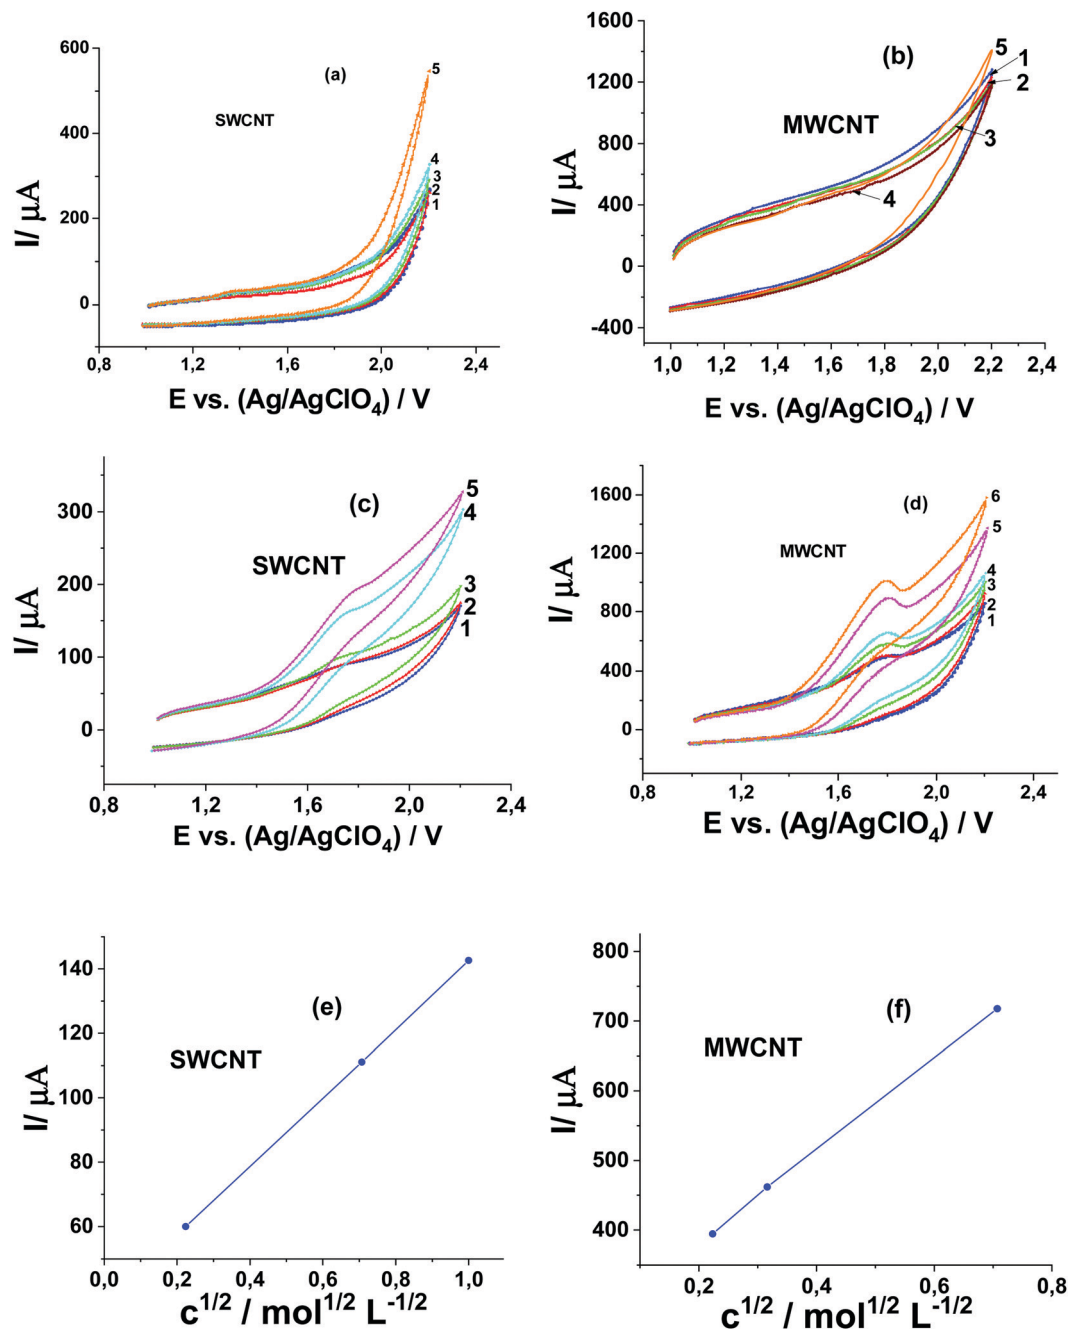 (a)
SWCNT
I/ μA
600
400
200
0
5
4
3
2
1
0,8 1,2 1,6 2,0 2,4
E vs. (Ag/AgClO4) / V
(b)
MWCNT
I/ μA
1600
1200
800
400
0
-400
5
1
2
3
4
1,0 1,2 1,4 1,6 1,8 2,0 2,2 2,4
E vs. (Ag/AgClO4) / V
(c)
SWCNT
I/ μA
300
200
100
0
5
4
3
2
1
0,8 1,2 1,6 2,0 2,4
E vs. (Ag/AgClO4) / V
(d)
MWCNT
I/ μA
1600
1200
800
400
0
6
5
4
3
2
1
0,8 1,2 1,6 2,0 2,4
E vs. (Ag/AgClO4) / V
(e)
SWCNT
I/ μA
140
120
100
80
60
0,0 0,2 0,4 0,6 0,8 1,0
c^1/2 / mol^1/2 L^-1/2
(f)
MWCNT
I/ μA
800
700
600
500
400
0,2 0,4 0,6 0,8
c^1/2 / mol^1/2 L^-1/2